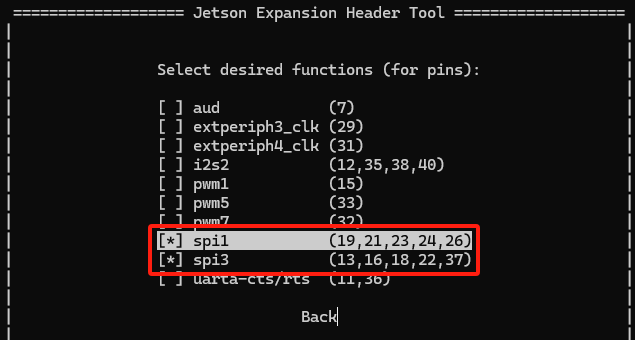 =================== Jetson Expansion Header Tool ===================
Select desired functions (for pins):
[ ] aud (7)
[ ] extperiph3_clk (29)
[ ] extperiph4_clk (31)
[ ] i2s2 (12,35,38,40)
[ ] pwm1 (15)
[ ] pwm5 (33)
[ ] pwm7 (32)
[*] spi1 (19,21,23,24,26)
[*] spi3 (13,16,18,22,37)
[ ] uarta-cts/rts (11,36)
Back